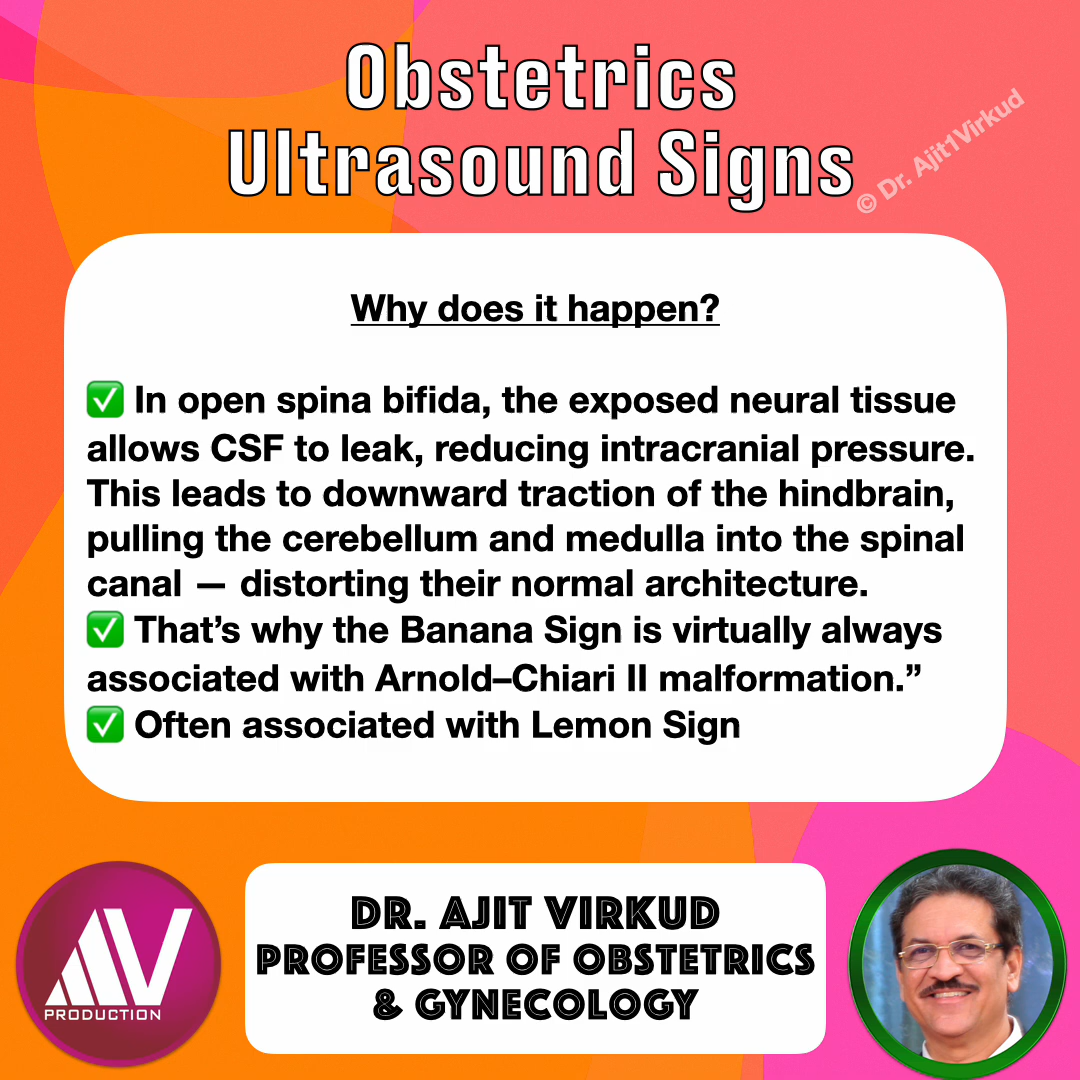 Obstetrics
Ultrasound Signs
© Dr. Ajit1Virkud
Why does it happen?
✅ In open spina bifida, the exposed neural tissue
allows CSF to leak, reducing intracranial pressure.
This leads to downward traction of the hindbrain,
pulling the cerebellum and medulla into the spinal
canal — distorting their normal architecture.
✅ That’s why the Banana Sign is virtually always
associated with Arnold–Chiari II malformation.”
✅ Often associated with Lemon Sign
AV
PRODUCTION
DR. AJIT VIRKUD
PROFESSOR OF OBSTETRICS
& GYNECOLOGY